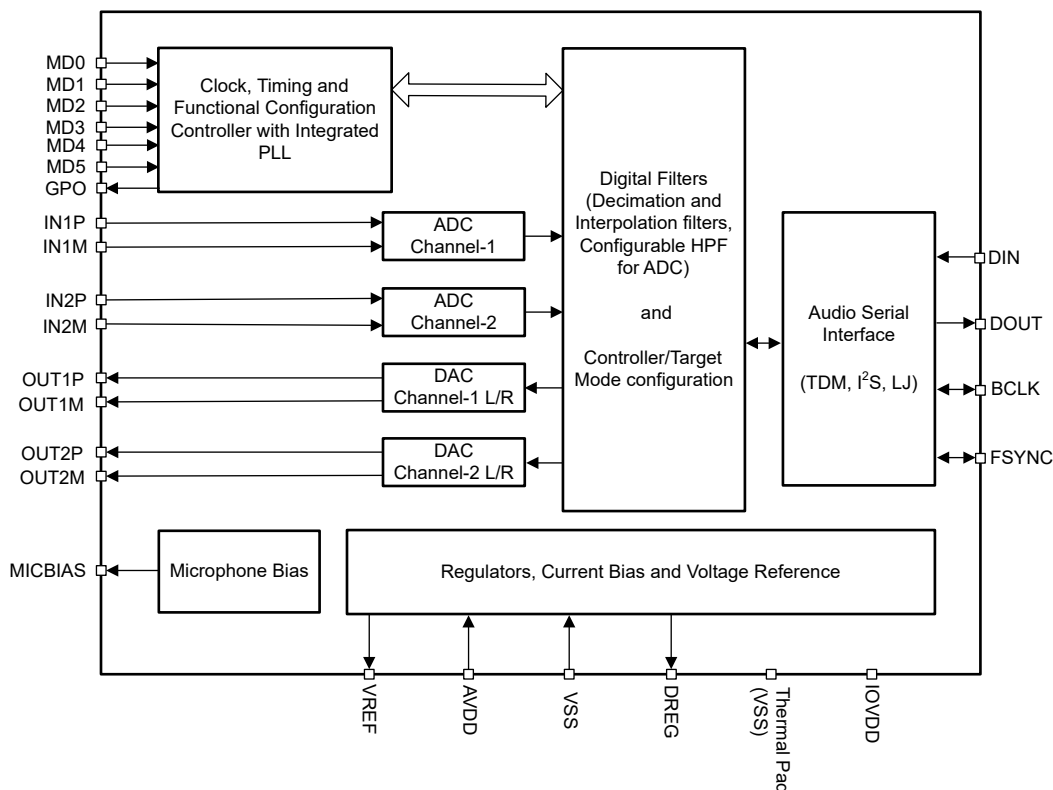 MD0
MD1
MD2
MD3
MD4
MD5
GPO
Clock, Timing and
Functional Configuration
Controller with Integrated
PLL
IN1P
IN1M
ADC
Channel-1
IN2P
IN2M
ADC
Channel-2
OUT1P
OUT1M
DAC
Channel-1 L/R
OUT2P
OUT2M
DAC
Channel-2 L/R
Digital Filters
(Decimation and
Interpolation filters,
Configurable HPF
for ADC)
and
Controller/Target
Mode configuration
Audio Serial
Interface
(TDM, I²S, LJ)
DIN
DOUT
BCLK
FSYNC
MICBIAS
Microphone Bias
Regulators, Current Bias and Voltage Reference
VREF
AVDD
VSS
DREG
Thermal Pad
(VSS)
IOVDD